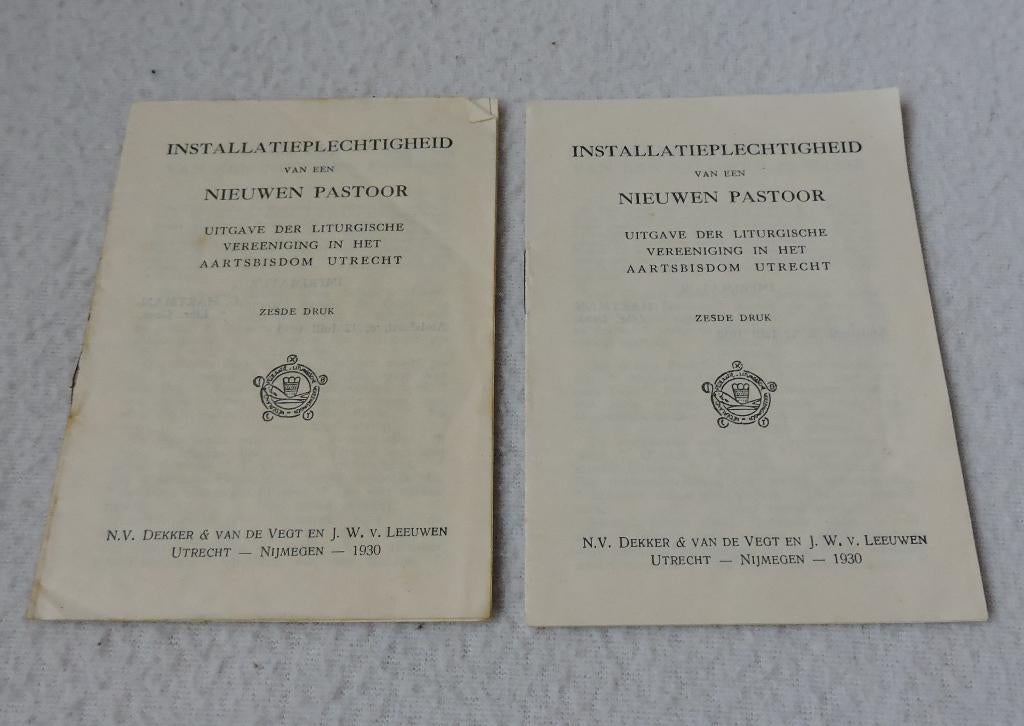 INSTALLATIEPLECHTIGHEID
VAN EEN
NIEUWEN PASTOOR
UITGAVE DER LITURGISCHE
VEREENIGING IN HET
AARTSBISDOM UTRECHT
ZESDE DRUK
N.V. DEKKER & VAN DE VEGT EN J. W. v. LEEUWEN
UTRECHT — NIJMEGEN — 1930
INSTALLATIEPLECHTIGHEID
VAN EEN
NIEUWEN PASTOOR
UITGAVE DER LITURGISCHE
VEREENIGING IN HET
AARTSBISDOM UTRECHT
ZESDE DRUK
N.V. DEKKER & VAN DE VEGT EN J. W. v. LEEUWEN
UTRECHT — NIJMEGEN — 1930